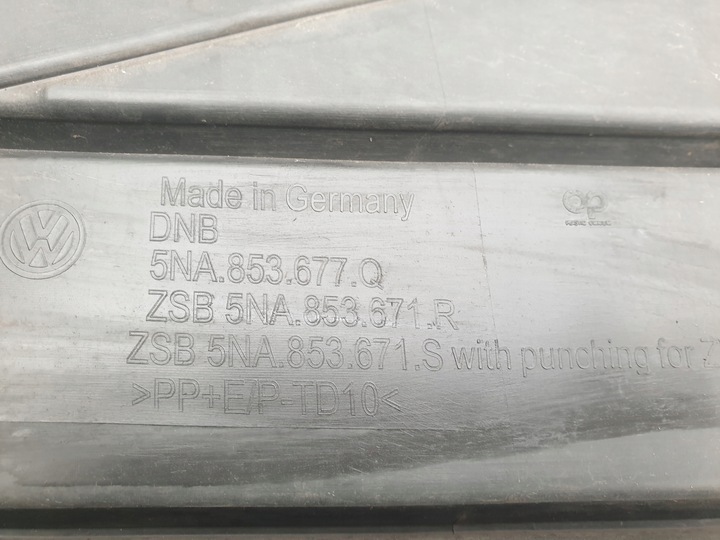 Made in Germany
DNB
5NA.853.677.Q
ZSB 5NA.853.671.R
ZSB 5NA.853.671.S with punching for
>PP+E/P-TD10<